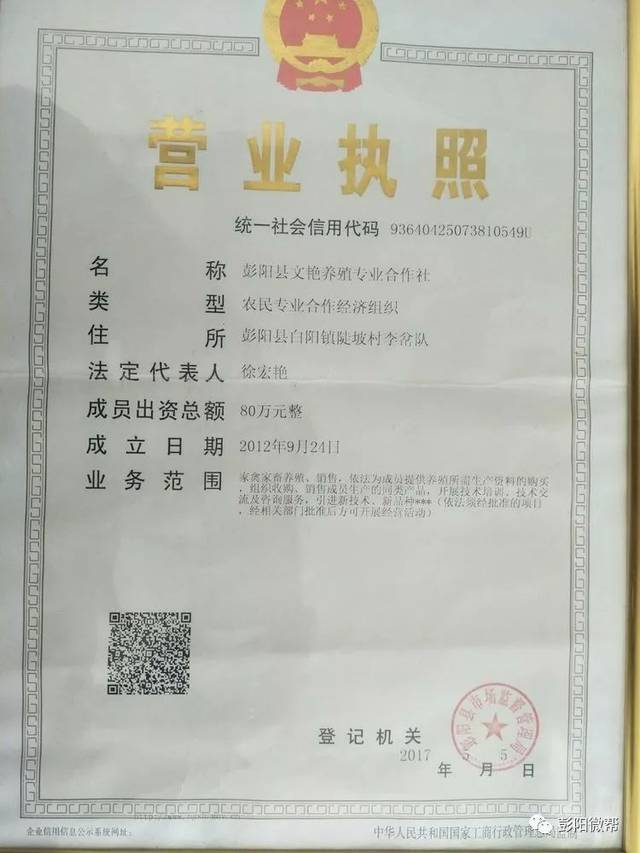 营业执照
统一社会信用代码 93640425073810549U
名称 彭阳县文艳养殖专业合作社
类型 农民专业合作经济组织
住所 彭阳县白阳镇陡坡村李岔队
法定代表人 徐宏艳
成员出资总额 80万元整
成立日期 2012年9月24日
业务范围 家禽家畜养殖、销售，依法为成员提供养殖所需生产资料的购买
，组织收购、销售成员生产的同类产品，开展技术培训、技术交
流及咨询服务，引进新技术、新品种***（依法须经批准的项目
，经相关部门批准后方可开展经营活动）
彭阳县市场监督管理局
登记机关
2017年 月5日
企业信用信息公示系统网址：
中华人民共和国国家工商行政管理总局监制
彭阳微帮